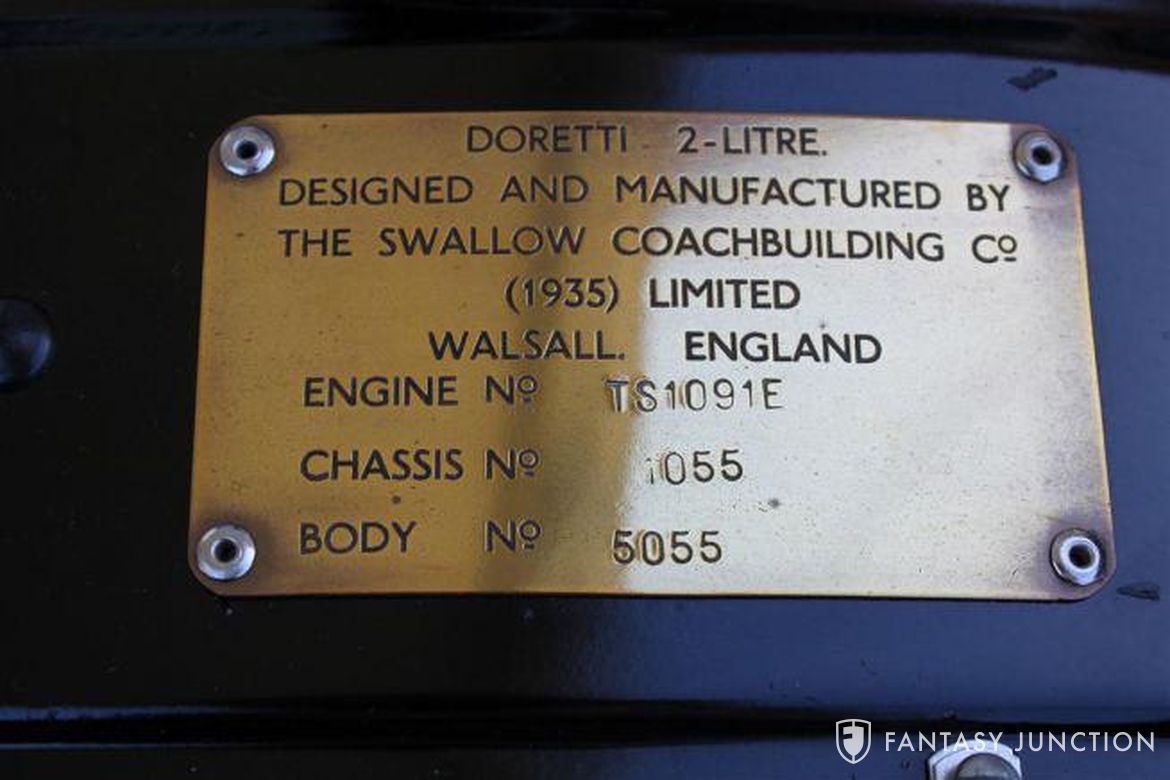 DORETTI 2-LITRE.
DESIGNED AND MANUFACTURED BY
THE SWALLOW COACHBUILDING Cº
(1935) LIMITED
WALSALL. ENGLAND
ENGINE Nº TS1091E
CHASSIS Nº 1055
BODY Nº 5055
FANTASY JUNCTION